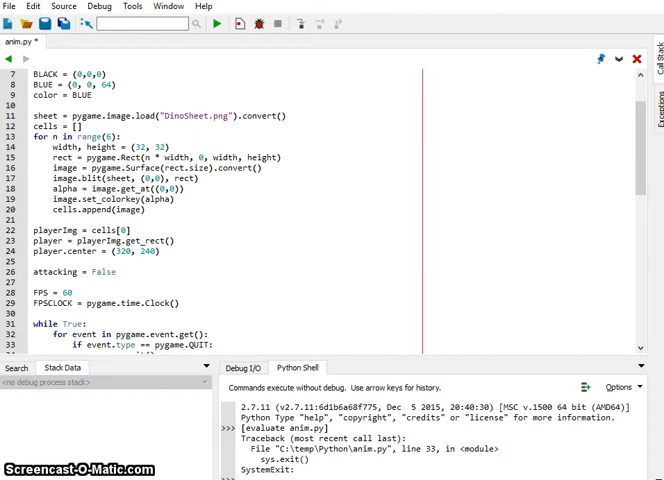 File Edit Source Debug Tools Window Help
anim.py *
7 BLACK = (0,0,0)
8 BLUE = (0, 0, 64)
9 color = BLUE
10
11 sheet = pygame.image.load("DinoSheet.png").convert()
12 cells = []
13 for n in range(6):
14 width, height = (32, 32)
15 rect = pygame.Rect(n * width, 0, width, height)
16 image = pygame.Surface(rect.size).convert()
17 image.blit(sheet, (0,0), rect)
18 alpha = image.get_at((0,0))
19 image.set_colorkey(alpha)
20 cells.append(image)
21
22 playerImg = cells[0]
23 player = playerImg.get_rect()
24 player.center = (320, 240)
25
26 attacking = False
27
28 FPS = 60
29 FPSCLOCK = pygame.time.Clock()
30
31 while True:
32 for event in pygame.event.get():
33 if event.type == pygame.QUIT:
Call Stack
Exceptions
Search Stack Data
<no debug process stack>
Debug I/O Python Shell
Commands execute without debug. Use arrow keys for history.
Options
2.7.11 (v2.7.11:6d1b6a68f775, Dec 5 2015, 20:40:30) [MSC v.1500 64 bit (AMD64)]
Python Type "help", "copyright", "credits" or "license" for more information.
>>> [evaluate anim.py]
Traceback (most recent call last):
File "C:\temp\Python\anim.py", line 33, in <module>
sys.exit()
SystemExit:
>>>
Screencast-O-Matic.com